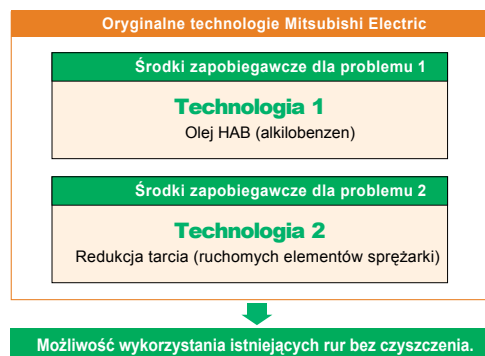 Oryginalne technologie Mitsubishi Electric
Środki zapobiegawcze dla problemu 1
Technologia 1
Olej HAB (alkilobenzen)
Środki zapobiegawcze dla problemu 2
Technologia 2
Redukcja tarcia (ruchomych elementów sprężarki)
Możliwość wykorzystania istniejących rur bez czyszczenia.